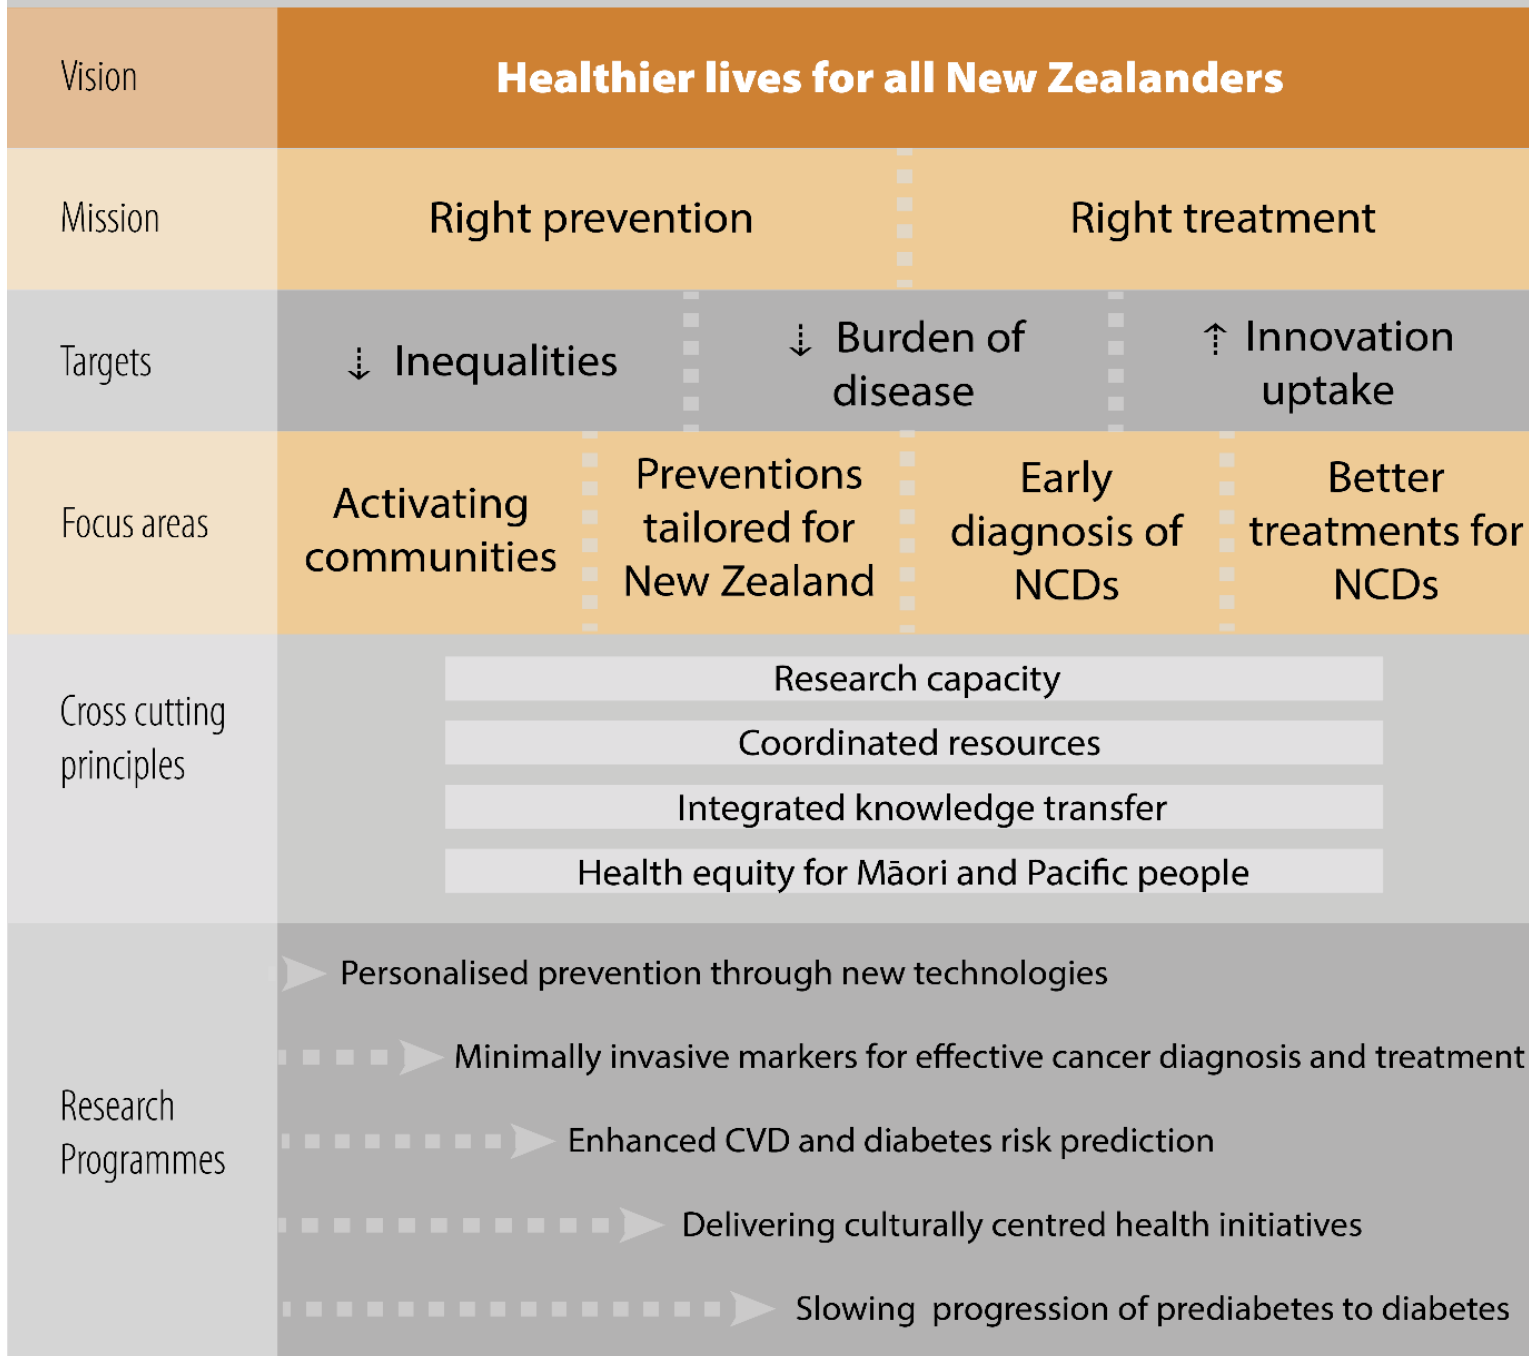 Vision
Healthier lives for all New Zealanders
Mission
Right prevention
Right treatment
Targets
⇣ Inequalities
⇣ Burden of
disease
⇡ Innovation
uptake
Focus areas
Activating
communities
Preventions
tailored for
New Zealand
Early
diagnosis of
NCDs
Better
treatments for
NCDs
Cross cutting
principles
Research capacity
Coordinated resources
Integrated knowledge transfer
Health equity for Māori and Pacific people
Research
Programmes
Personalised prevention through new technologies
Minimally invasive markers for effective cancer diagnosis and treatment
Enhanced CVD and diabetes risk prediction
Delivering culturally centred health initiatives
Slowing progression of prediabetes to diabetes